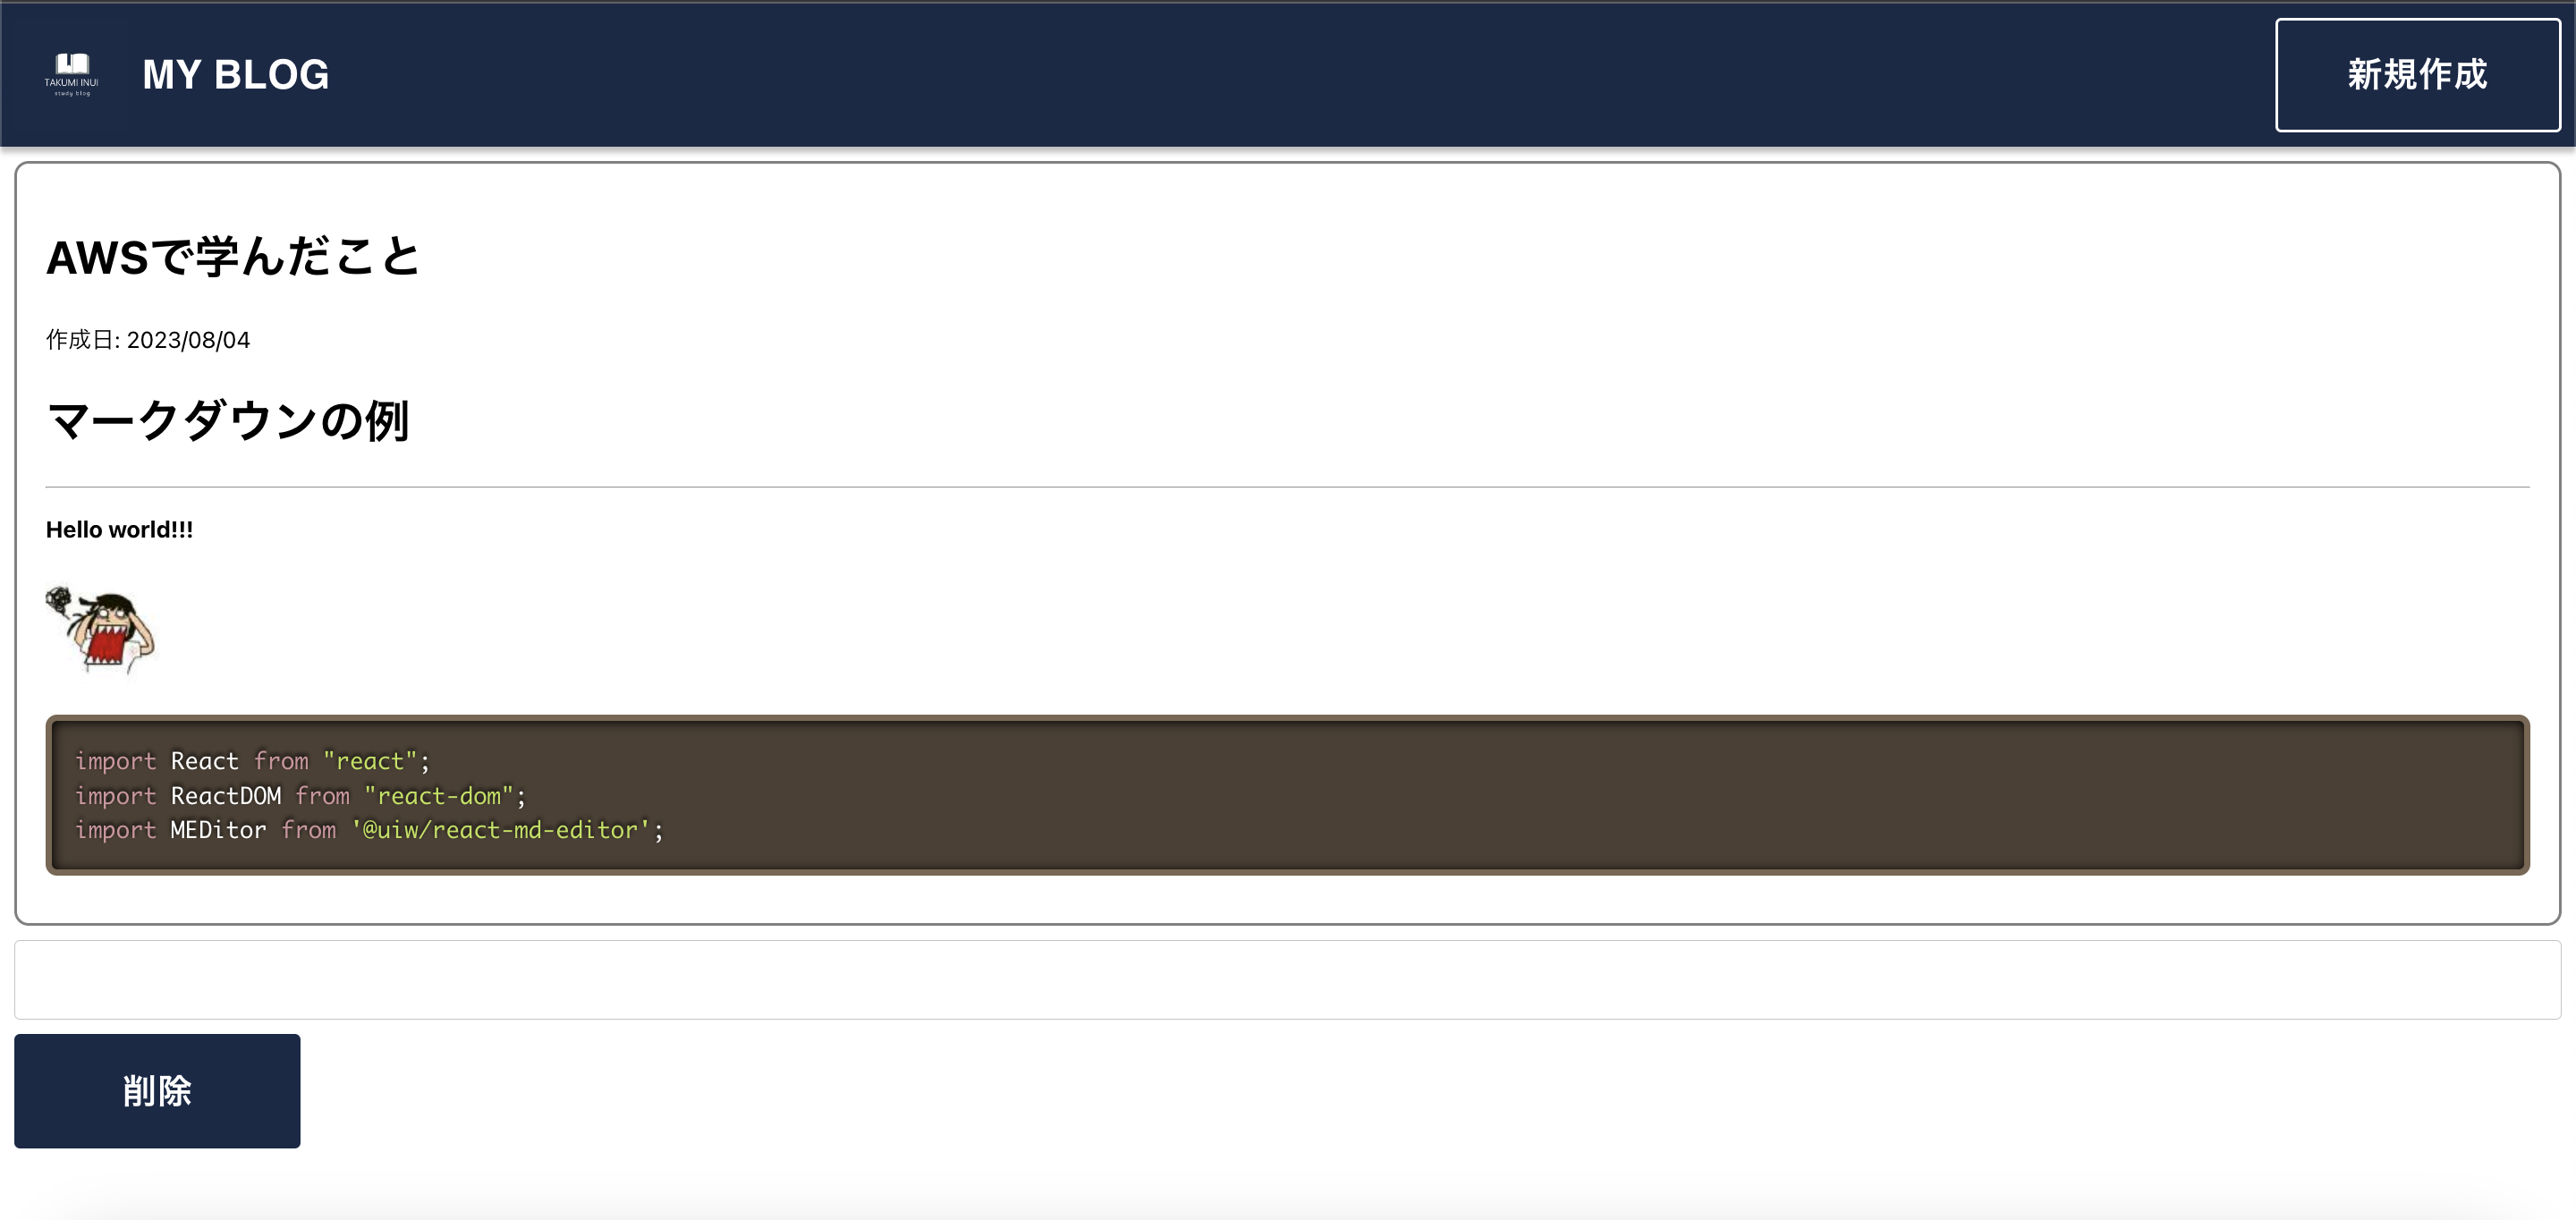 TAKUMI INUI
study blog
MY BLOG
新規作成
AWSで学んだこと
作成日: 2023/08/04
マークダウンの例
Hello world!!!
import React from "react";
import ReactDOM from "react-dom";
import MEDitor from '@uiw/react-md-editor';
削除